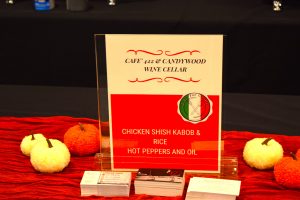 CAFE' 422 & CANDYWOOD
WINE CELLAR
CHICKEN SHISH KABOB &
RICE
HOT PEPPERS AND OIL